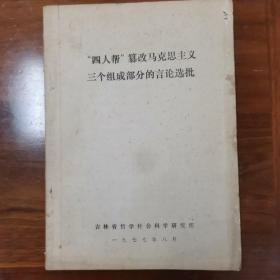 “四人帮”篡改马克思主义
三个组成部分的言论选批
吉林省哲学社会科学研究所
一九七七年八月